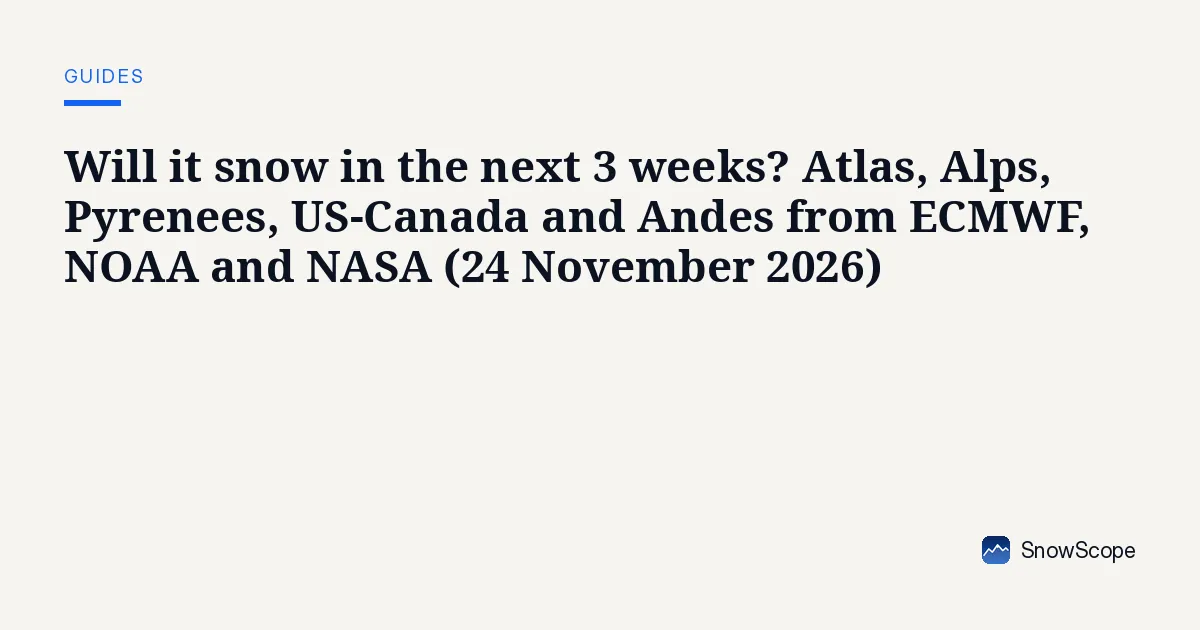 GUIDES
Will it snow in the next 3 weeks? Atlas, Alps,
Pyrenees, US-Canada and Andes from ECMWF,
NOAA and NASA (24 November 2026)
SnowScope